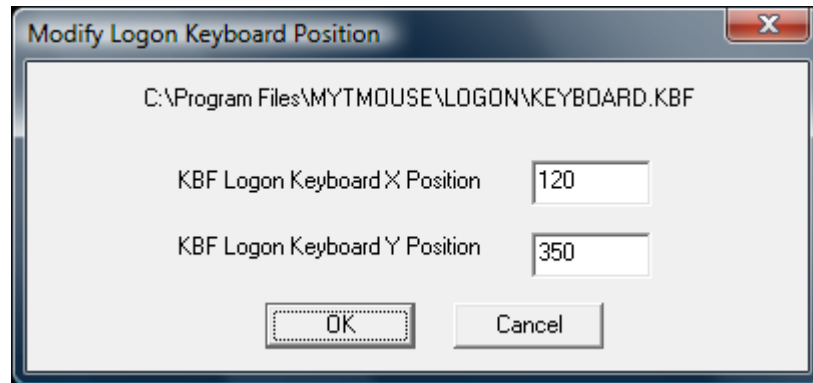 Modify Logon Keyboard Position
C:\Program Files\MYTMOUSE\LOGON\KEYBOARD.KBF
KBF Logon Keyboard X Position 120
KBF Logon Keyboard Y Position 350
OK Cancel